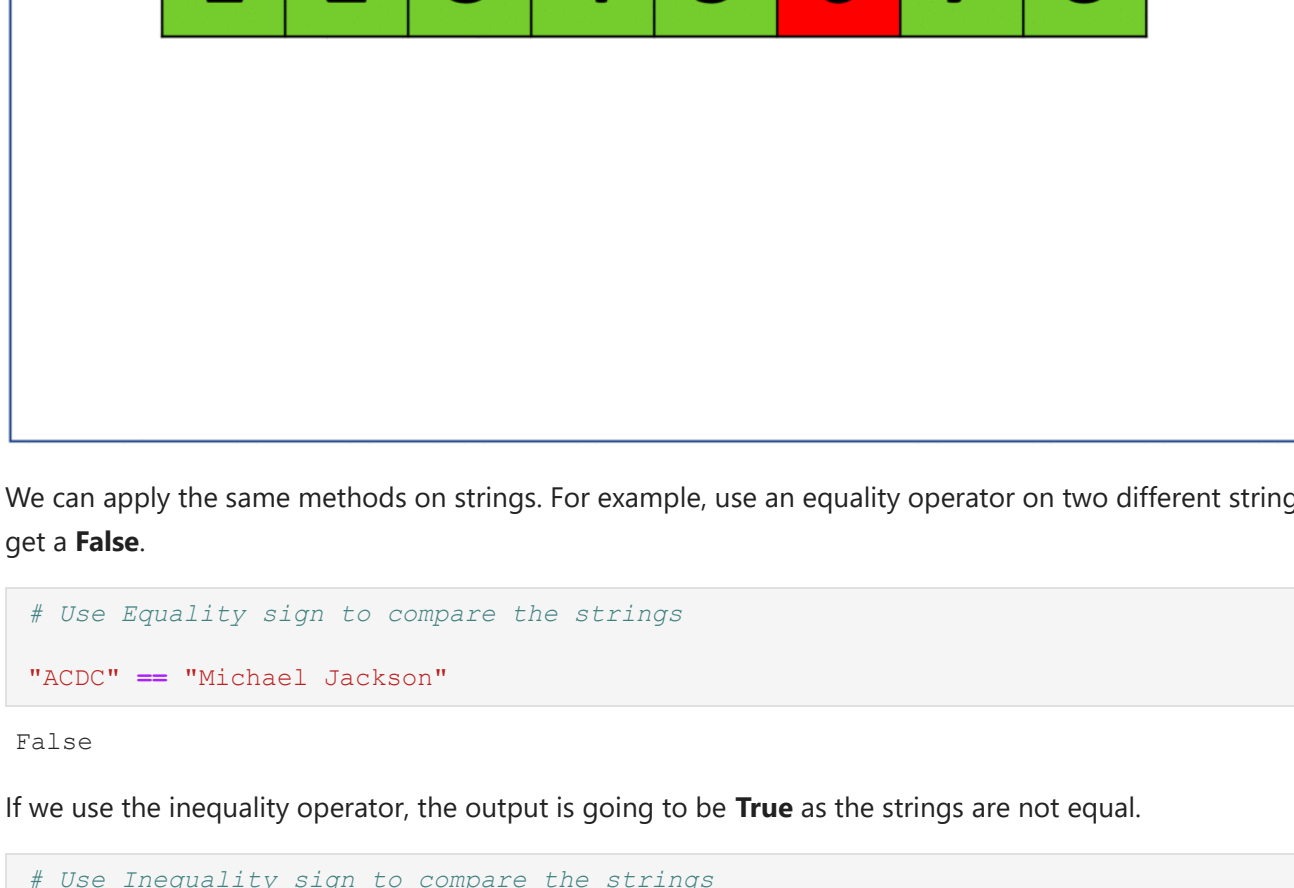 We can apply the same methods on strings. For example, use an equality operator on two different string
get a False.
# Use Equality sign to compare the strings
"ACDC" == "Michael Jackson"
False
If we use the inequality operator, the output is going to be True as the strings are not equal.
# Use Inequality sign to compare the strings